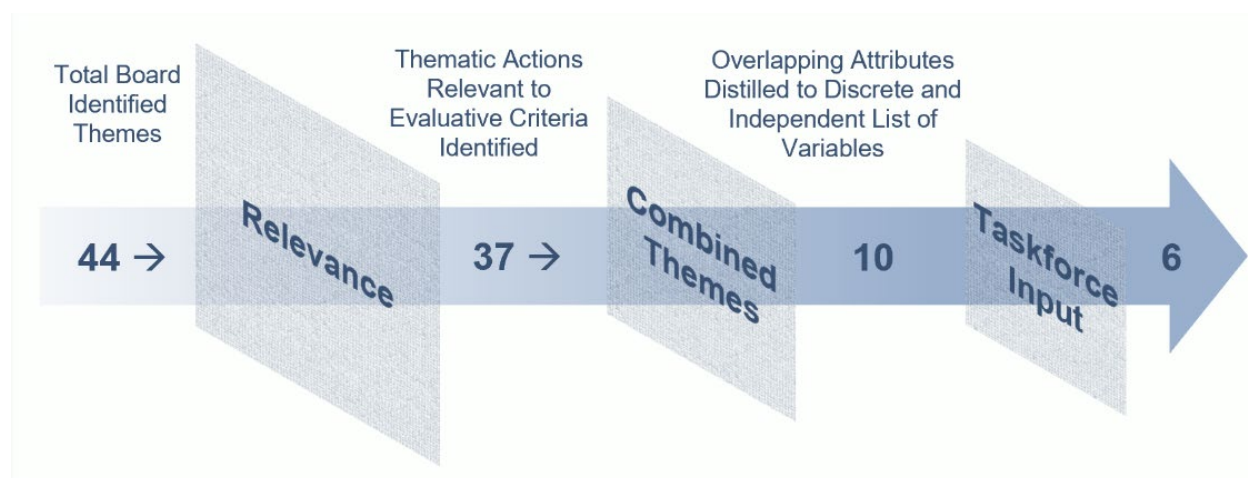 Total Board
Identified
Themes
Thematic Actions
Relevant to
Evaluative Criteria
Identified
Overlapping Attributes
Distilled to Discrete and
Independent List of
Variables
44 →
Relevance
37 →
Combined
Themes
10
Taskforce
Input
6